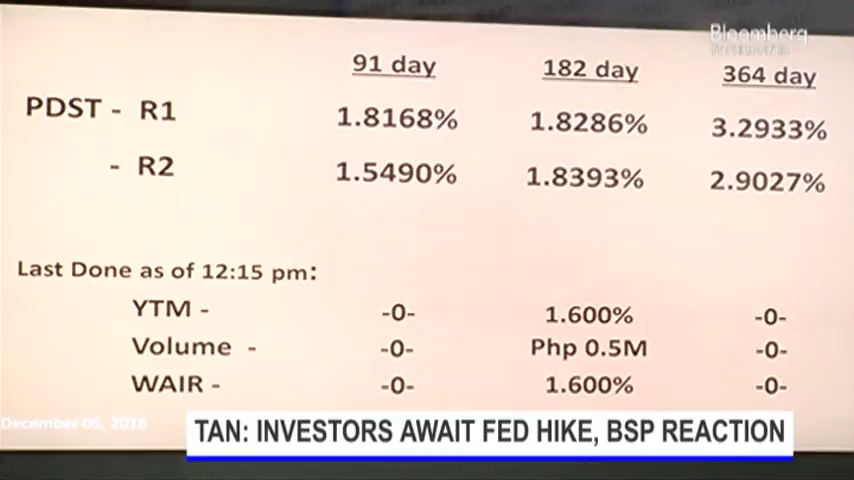 Bloomberg
TV PHILIPPINES
91 day 182 day 364 day
PDST - R1 1.8168% 1.8286% 3.2933%
- R2 1.5490% 1.8393% 2.9027%
Last Done as of 12:15 pm:
YTM - -0- 1.600% -0-
Volume - -0- Php 0.5M -0-
WAIR - -0- 1.600% -0-
December 05, 2016
TAN: INVESTORS AWAIT FED HIKE, BSP REACTION